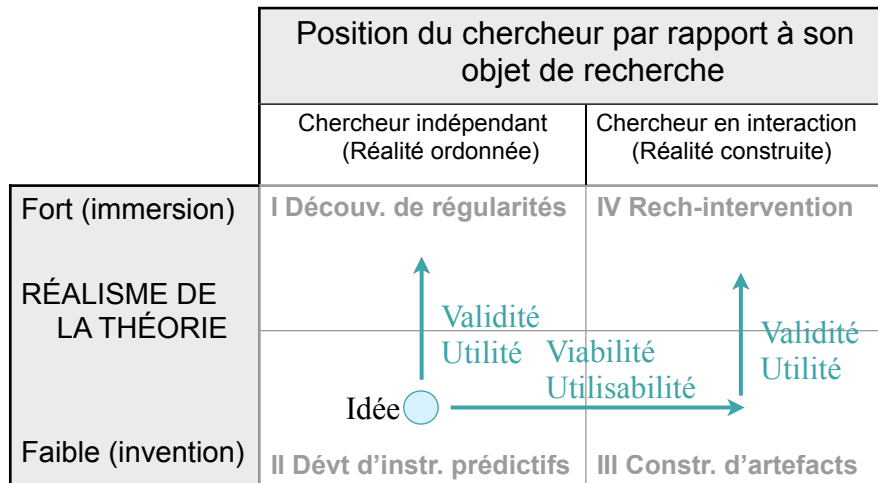 Position du chercheur par rapport à son
objet de recherche
Chercheur indépendant
(Réalité ordonnée)
Chercheur en interaction
(Réalité construite)
Fort (immersion)
I Découv. de régularités
IV Rech-intervention
RÉALISME DE
LA THÉORIE
Validité
Utilité
Viabilité
Utilisabilité
Validité
Utilité
Idée
Faible (invention)
II Dévt d'instr. prédictifs
III Constr. d'artefacts